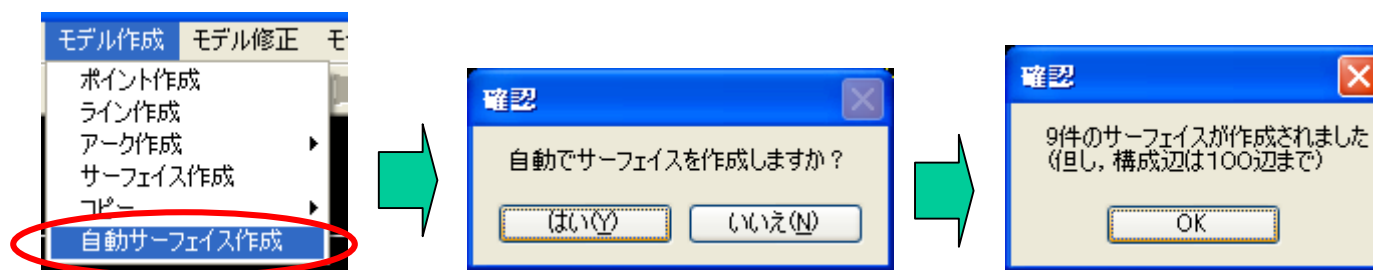 モデル作成 モデル修正 モ
ポイント作成
ライン作成
アーク作成
サーフェイス作成
コピー
自動サーフェイス作成
確認
自動でサーフェイスを作成しますか?
はい(Y) いいえ(N)
確認
9件のサーフェイスが作成されました
(但し, 構成辺は100辺まで)
OK